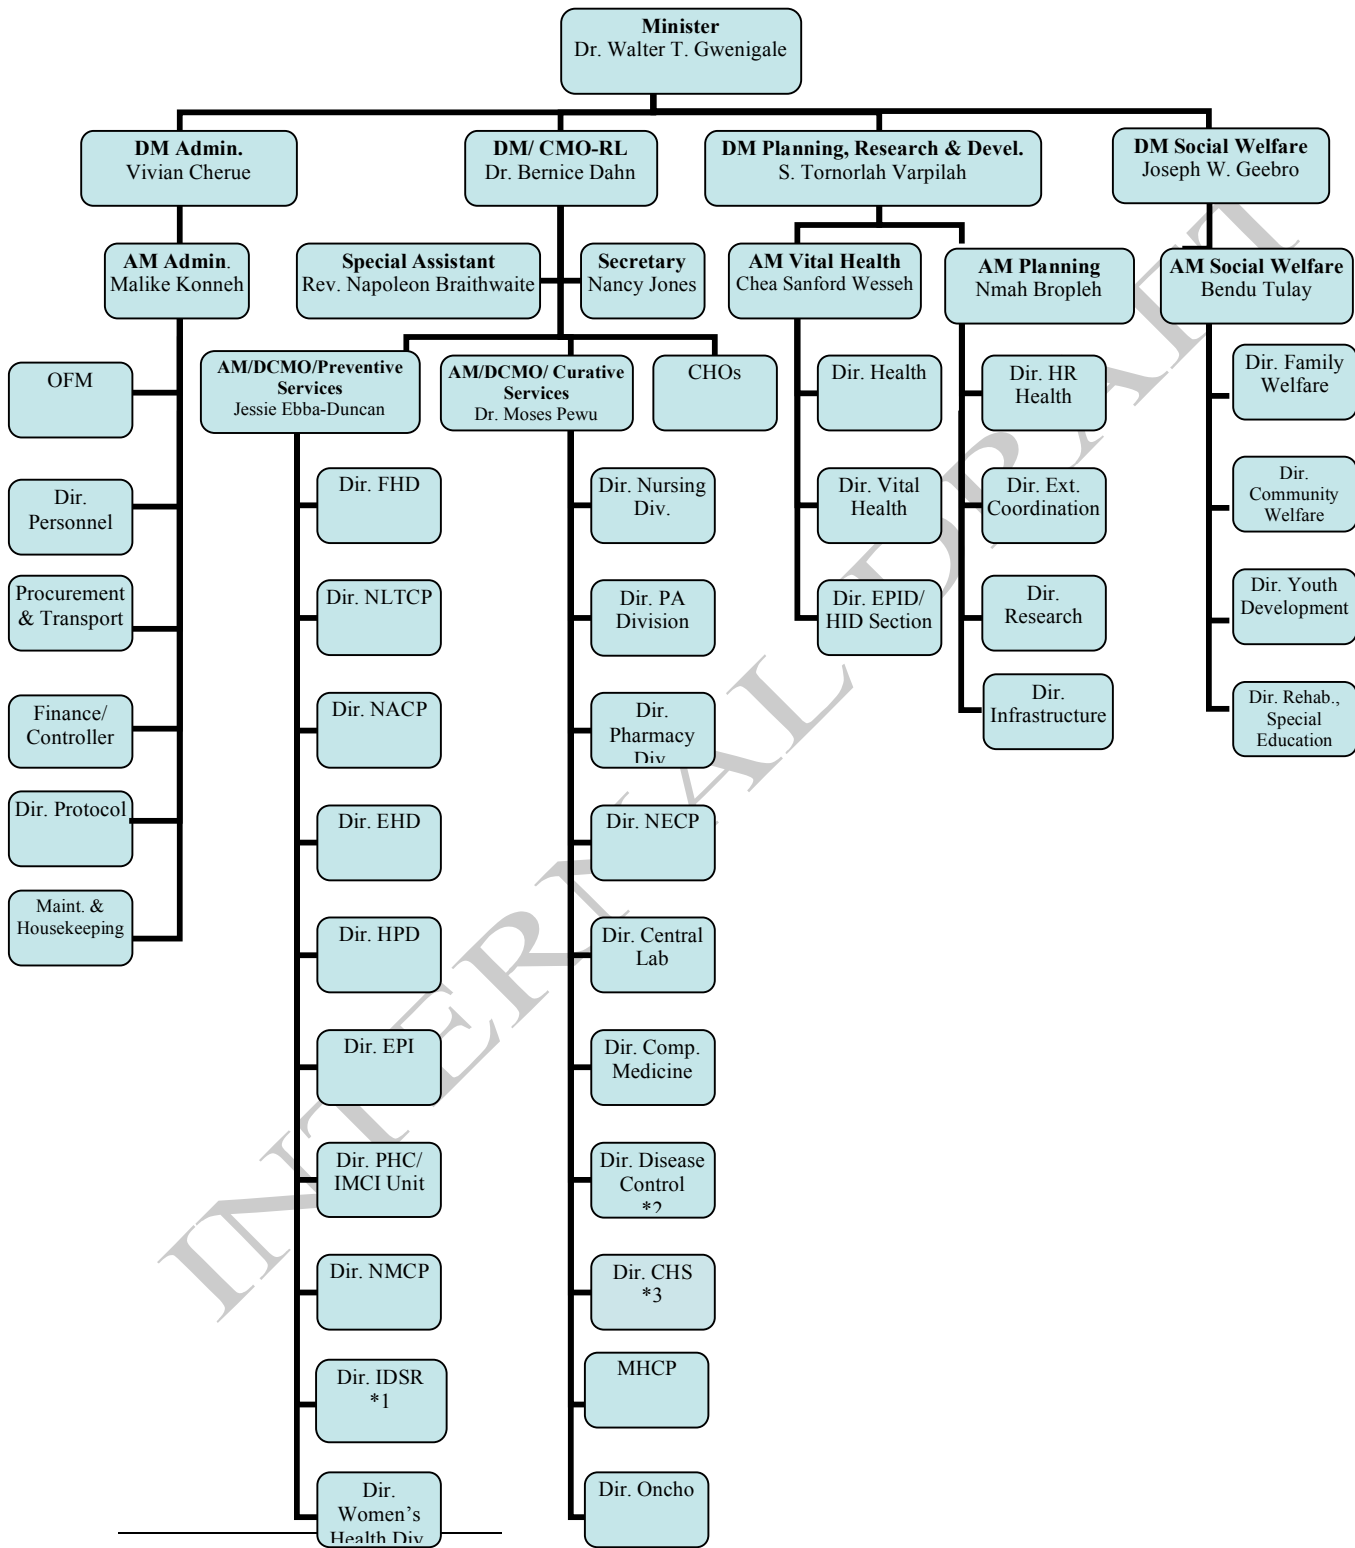 Minister
Dr. Walter T. Gwenigale
DM Admin.
Vivian Cherue
DM/ CMO-RL
Dr. Bernice Dahn
DM Planning, Research & Devel.
S. Tornorlah Varpilah
DM Social Welfare
Joseph W. Geebro
AM Admin.
Malike Konneh
Special Assistant
Rev. Napoleon Braithwaite
Secretary
Nancy Jones
AM Vital Health
Chea Sanford Wesseh
AM Planning
Nmah Bropleh
AM Social Welfare
Bendu Tulay
OFM
Dir.
Personnel
Procurement
& Transport
Finance/
Controller
Dir. Protocol
Maint. &
Housekeeping
AM/DCMO/Preventive
Services
Jessie Ebba-Duncan
Dir. FHD
Dir. NLTCP
Dir. NACP
Dir. EHD
Dir. HPD
Dir. EPI
Dir. PHC/
IMCI Unit
Dir. NMCP
Dir. IDSR
*1
Dir.
Women's
Health Div
AM/DCMO/ Curative
Services
Dr. Moses Pewu
Dir. Nursing
Div.
Dir. PA
Division
Dir.
Pharmacy
Div
Dir. NECP
Dir. Central
Lab
Dir. Comp.
Medicine
Dir. Disease
Control
*2
Dir. CHS
*3
MHCP
Dir. Oncho
CHOs
Dir. Health
Dir. Vital
Health
Dir. EPID/
HID Section
Dir. HR
Health
Dir. Ext.
Coordination
Dir.
Research
Dir.
Infrastructure
Dir. Family
Welfare
Dir.
Community
Welfare
Dir. Youth
Development
Dir. Rehab.,
Special
Education
INTERNAL DRAFT